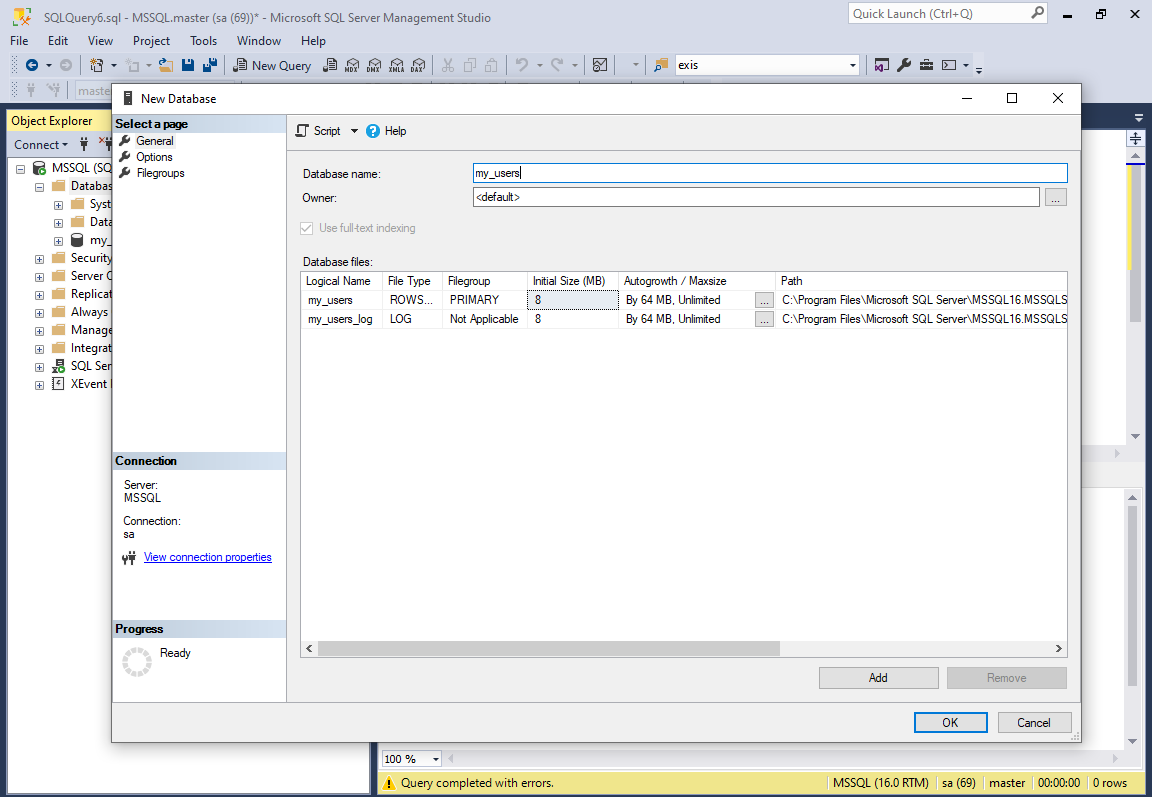 SQLQuery6.sql - MSSQL.master (sa (69))* - Microsoft SQL Server Management Studio
Quick Launch (Ctrl+Q)
File Edit View Project Tools Window Help
New Query MDX DMX XMLA DAX exis
master
New Database
Object Explorer
Connect
MSSQL (SQ
Databas
Syst
Data
my_
Security
Server O
Replicat
Always
Manage
Integrat
SQL Ser
XEvent
Select a page
General
Options
Filegroups
Script Help
Database name: my_users
Owner: <default> ...
Use full-text indexing
Database files:
Logical Name File Type Filegroup Initial Size (MB) Autogrowth / Maxsize Path
my_users ROWS... PRIMARY 8 By 64 MB, Unlimited ... C:\Program Files\Microsoft SQL Server\MSSQL16.MSSQLS
my_users_log LOG Not Applicable 8 By 64 MB, Unlimited ... C:\Program Files\Microsoft SQL Server\MSSQL16.MSSQLS
Connection
Server:
MSSQL
Connection:
sa
View connection properties
Progress
Ready
Add Remove
OK Cancel
100 %
Query completed with errors. MSSQL (16.0 RTM) sa (69) master 00:00:00 0 rows